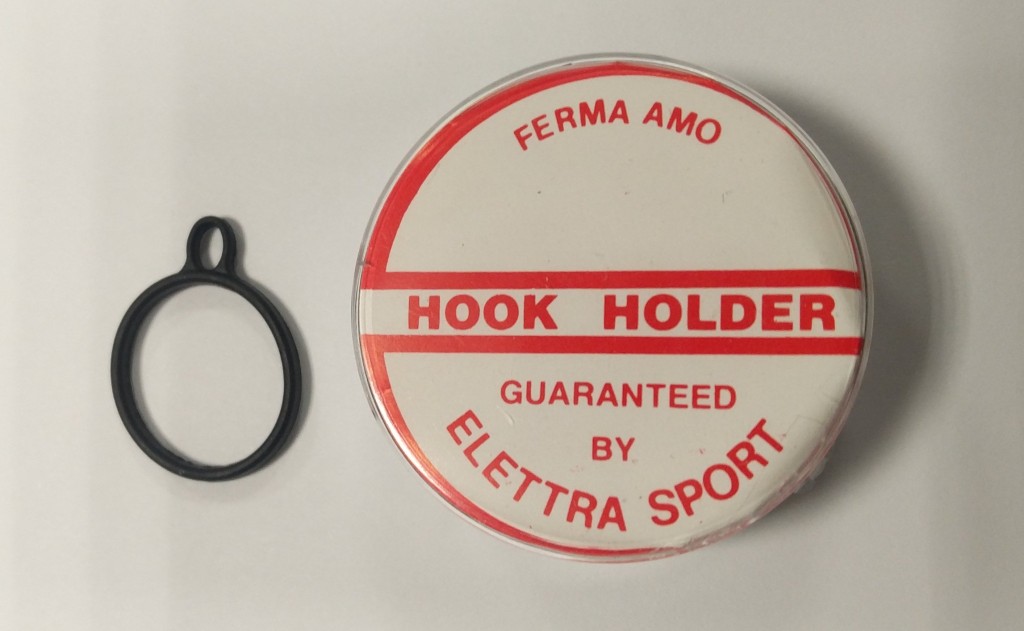 FERMA AMO
HOOK HOLDER
GUARANTEED
BY
ELETTRA SPORT